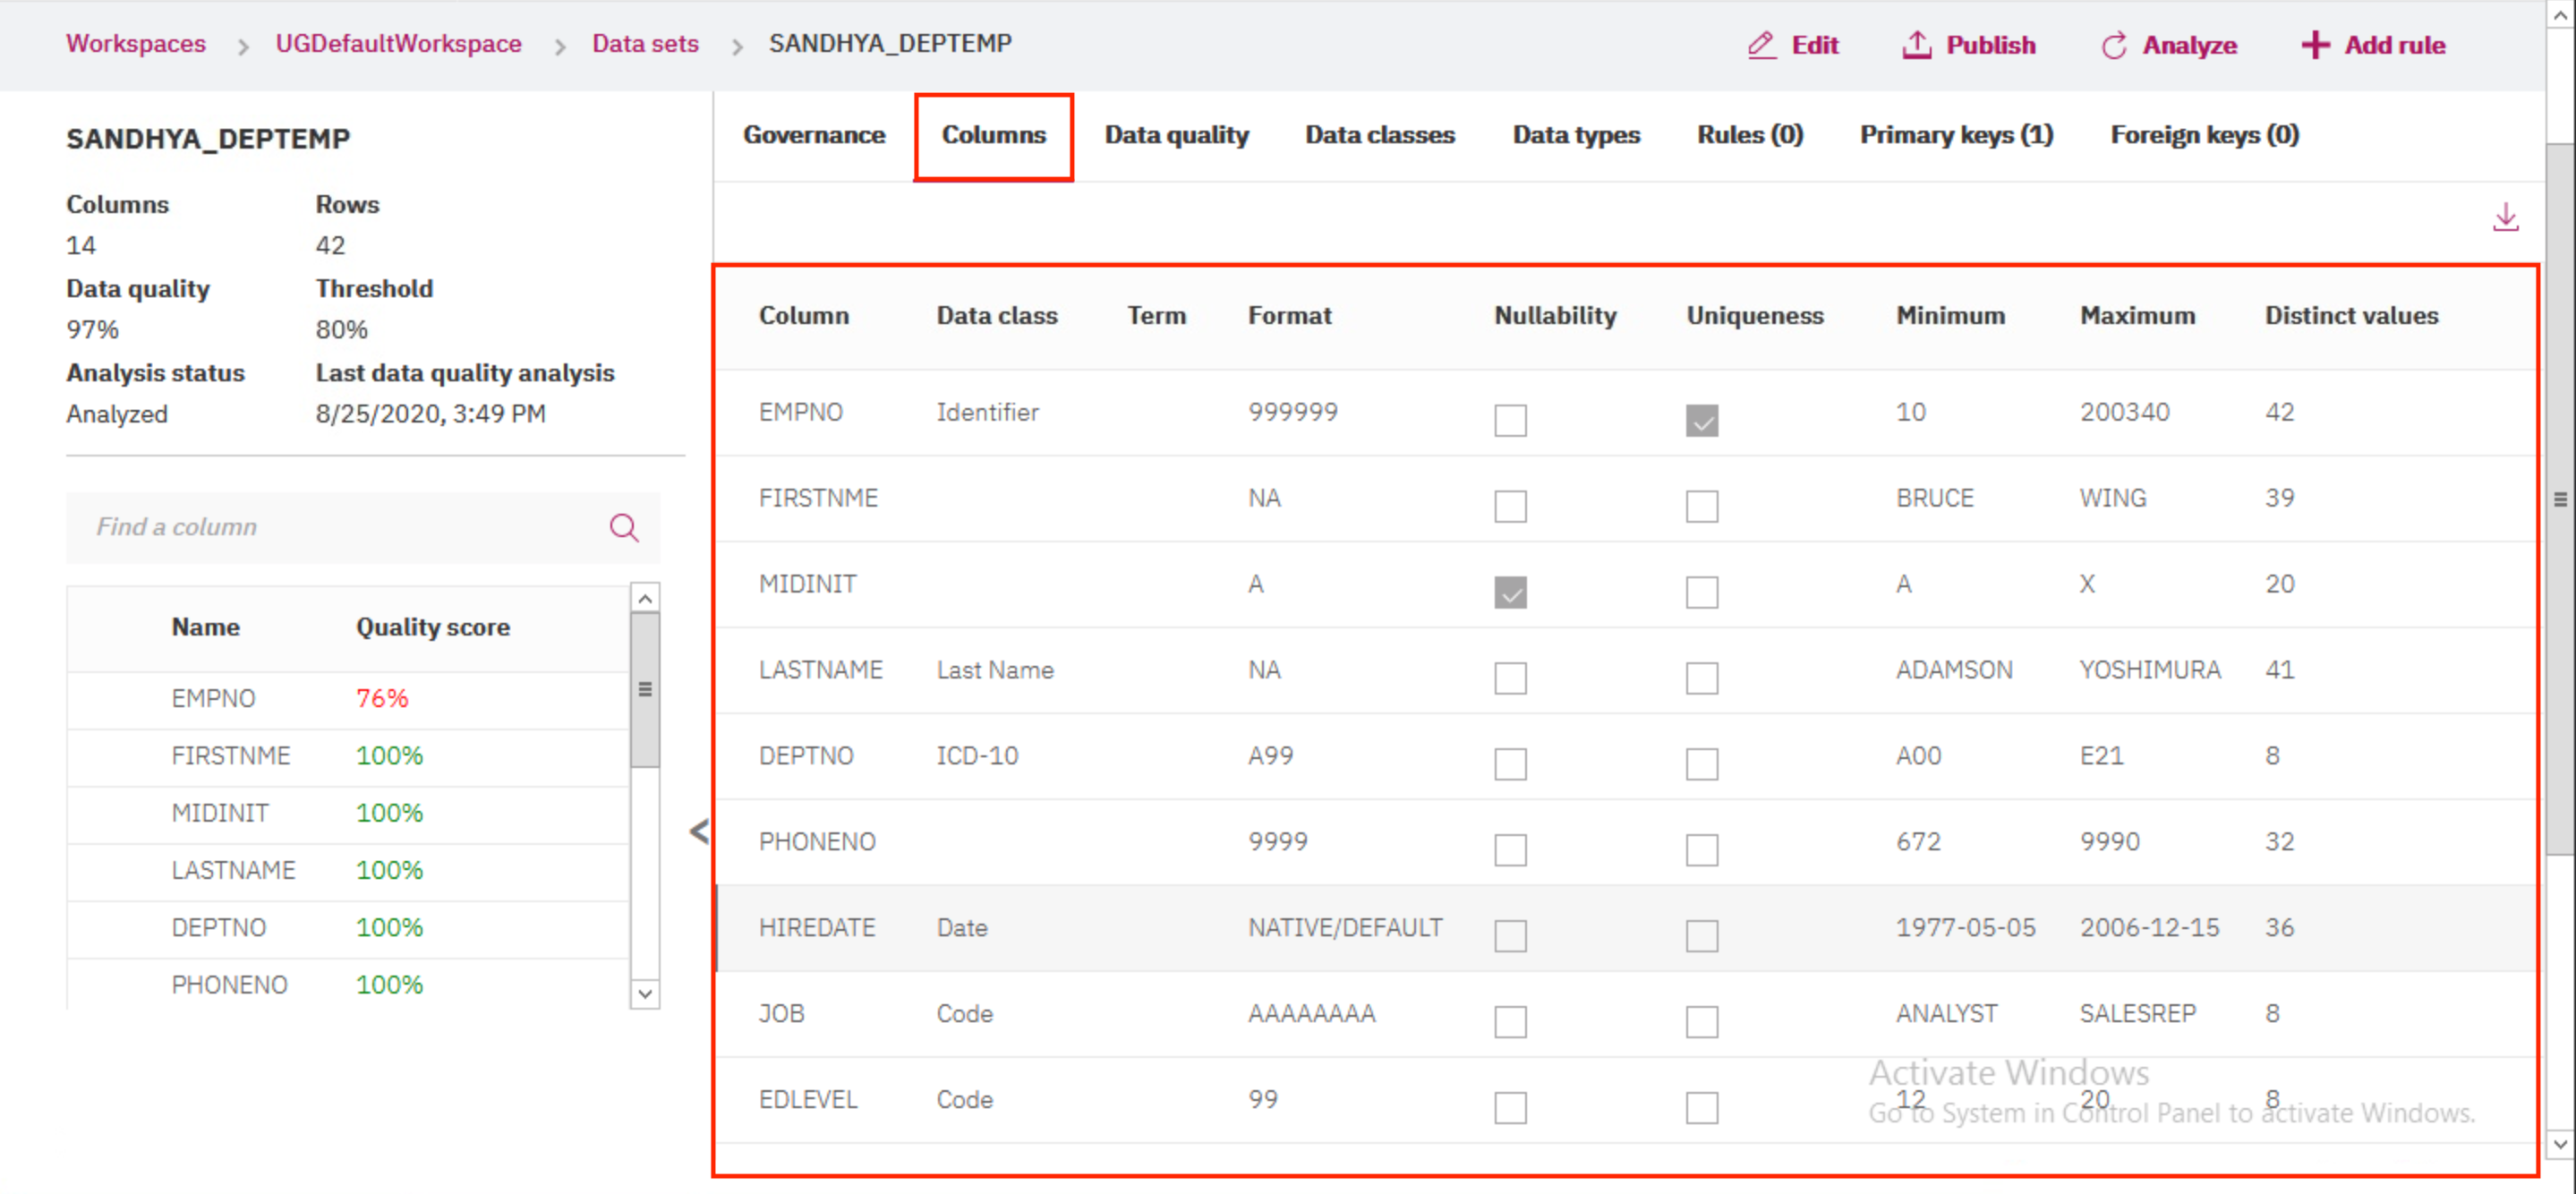 Workspaces > UGDefaultWorkspace > Data sets > SANDHYA_DEPTEMP Edit Publish Analyze Add rule
SANDHYA_DEPTEMP
Columns Rows
14 42
Data quality Threshold
97% 80%
Analysis status Last data quality analysis
Analyzed 8/25/2020, 3:49 PM
Find a column
Name Quality score
EMPNO 76%
FIRSTNME 100%
MIDINIT 100%
LASTNAME 100%
DEPTNO 100%
PHONENO 100%
Governance Columns Data quality Data classes Data types Rules (0) Primary keys (1) Foreign keys (0)
Column Data class Term Format Nullability Uniqueness Minimum Maximum Distinct values
EMPNO Identifier 999999 10 200340 42
FIRSTNME NA BRUCE WING 39
MIDINIT A A X 20
LASTNAME Last Name NA ADAMSON YOSHIMURA 41
DEPTNO ICD-10 A99 A00 E21 8
PHONENO 9999 672 9990 32
HIREDATE Date NATIVE/DEFAULT 1977-05-05 2006-12-15 36
JOB Code AAAAAAAA ANALYST SALESREP 8
EDLEVEL Code 99 12 20 8
Activate Windows
Go to System in Control Panel to activate Windows.